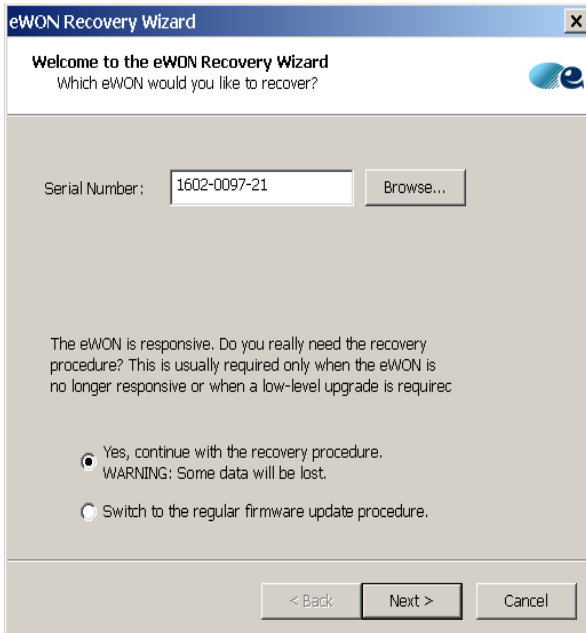 eWON Recovery Wizard
Welcome to the eWON Recovery Wizard
Which eWON would you like to recover?
Serial Number: 1602-0097-21 Browse...
The eWON is responsive. Do you really need the recovery
procedure? This is usually required only when the eWON is
no longer responsive or when a low-level upgrade is requirec
Yes, continue with the recovery procedure.
WARNING: Some data will be lost.
Switch to the regular firmware update procedure.
< Back Next > Cancel